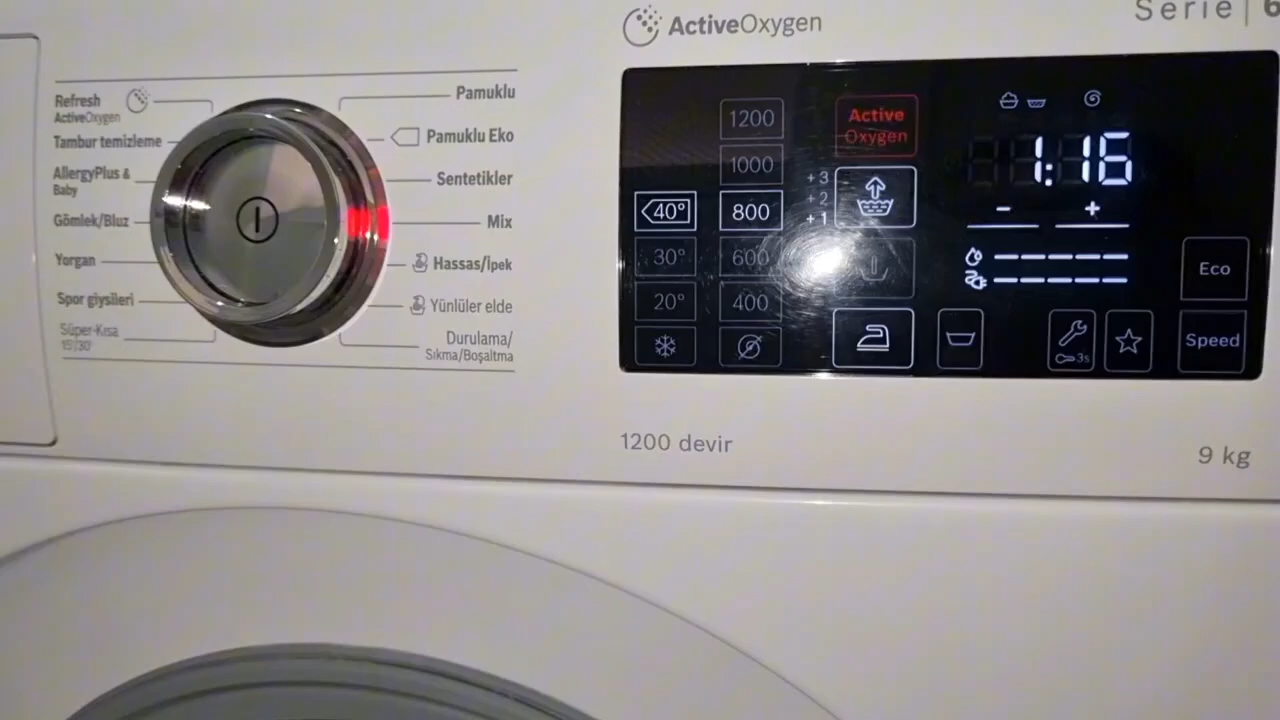 ActiveOxygen
Serie | 6
Refresh
ActiveOxygen
Tambur temizleme
AllergyPlus &
Baby
Gömlek/Bluz
Yorgan
Spor giysileri
Süper-Kısa
15'/30'
Pamuklu
Pamuklu Eko
Sentetikler
Mix
Hassas/İpek
Yünlüler elde
Durulama/
Sıkma/Boşaltma
40°
30°
20°
1200
1000
800
600
400
Active
Oxygen
+3
+2
+1
1:16
- +
3s
Eco
Speed
1200 devir
9 kg